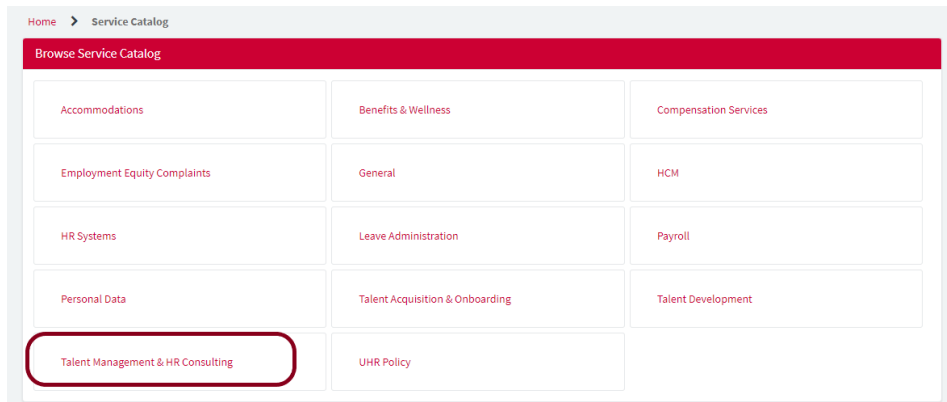 Home > Service Catalog
Browse Service Catalog
Accommodations Benefits & Wellness Compensation Services
Employment Equity Complaints General HCM
HR Systems Leave Administration Payroll
Personal Data Talent Acquisition & Onboarding Talent Development
Talent Management & HR Consulting UHR Policy